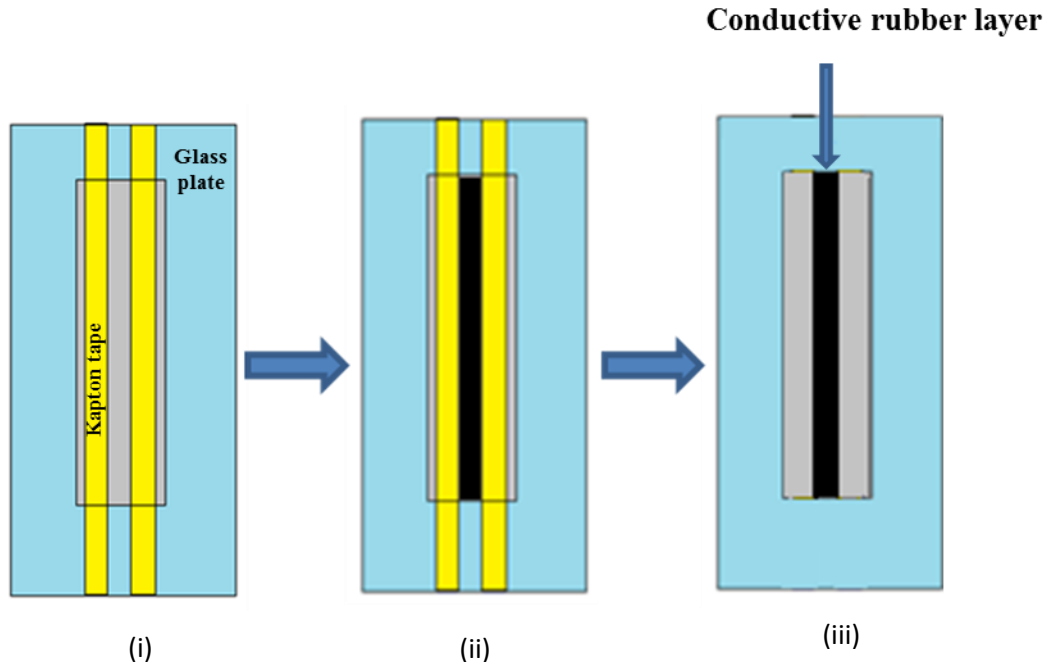 Conductive rubber layer
Glass
plate
Kapton tape
(i)
(ii)
(iii)